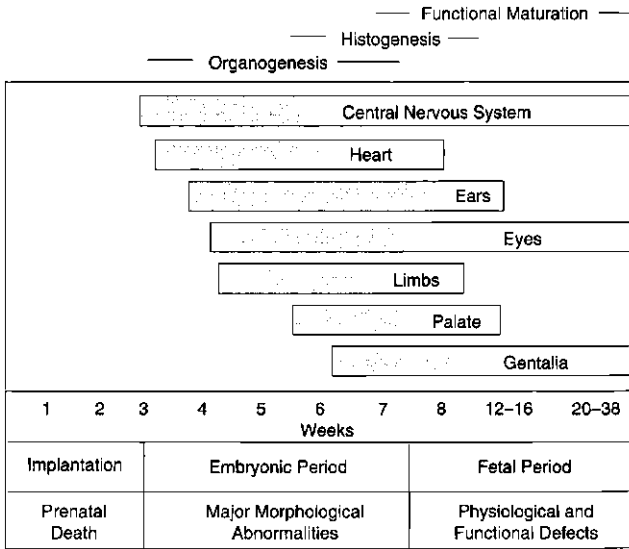 Functional Maturation
Histogenesis
Organogenesis
Central Nervous System
Heart
Ears
Eyes
Limbs
Palate
Gentalia
1 2 3 4 5 6 7 8 12–16 20–38
Weeks
Implantation Embryonic Period Fetal Period
Prenatal Major Morphological Physiological and
Death Abnormalities Functional Defects